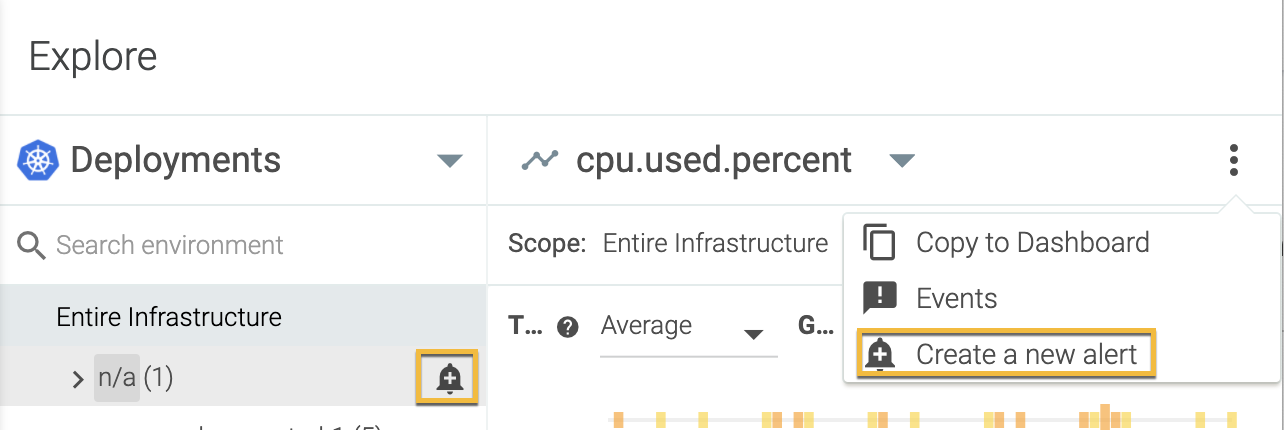 Explore
Deployments
cpu.used.percent
Search environment
Scope: Entire Infrastructure
Copy to Dashboard
Events
Create a new alert
Entire Infrastructure
T... Average G...
n/a (1)